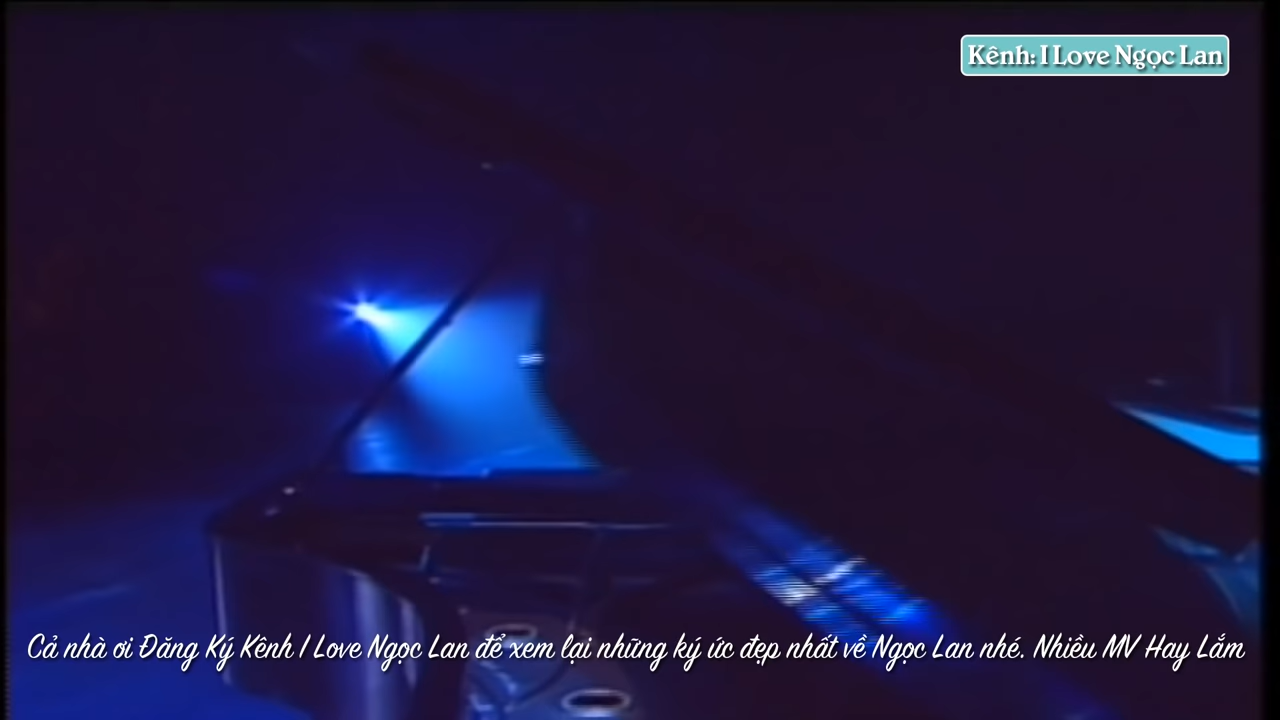 Kênh: I Love Ngọc Lan
Cả nhà ơi Đăng Ký Kênh I Love Ngọc Lan để xem lại những ký ức đẹp nhất về Ngọc Lan nhé. Nhiều MV Hay Lắm